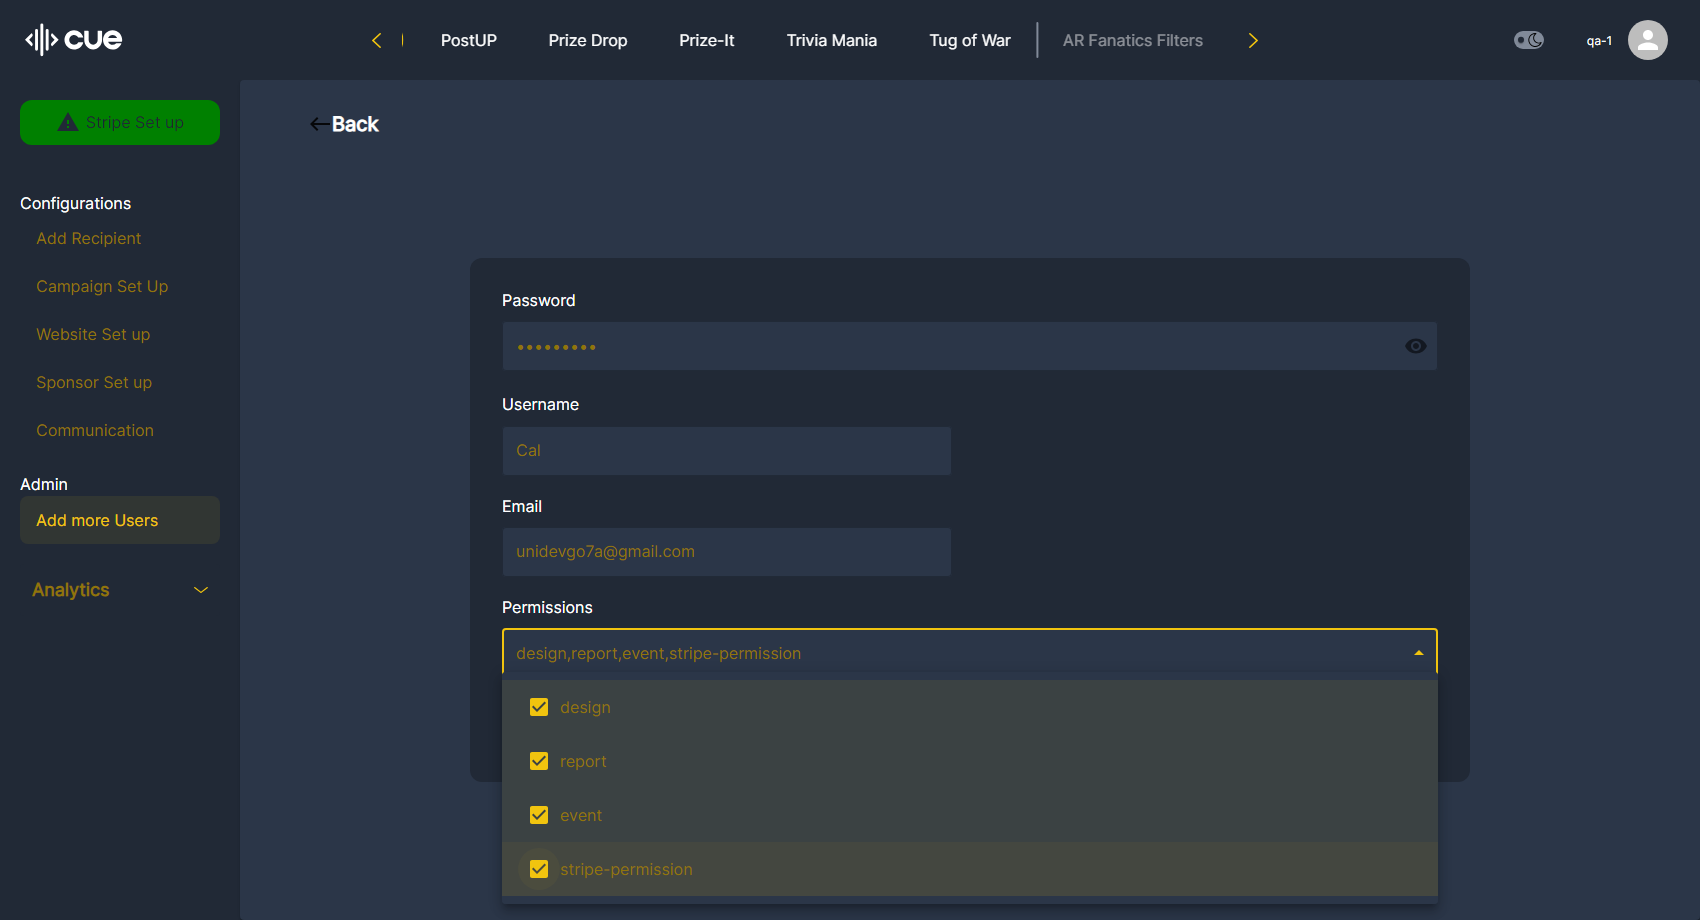 cue
PostUP
Prize Drop
Prize-It
Trivia Mania
Tug of War
AR Fanatics Filters
qa-1
Stripe Set up
Back
Configurations
Add Recipient
Campaign Set Up
Website Set up
Sponsor Set up
Communication
Admin
Add more Users
Analytics
Password
•••••••••
Username
Cal
Email
unidevgo7a@gmail.com
Permissions
design,report,event,stripe-permission
design
report
event
stripe-permission